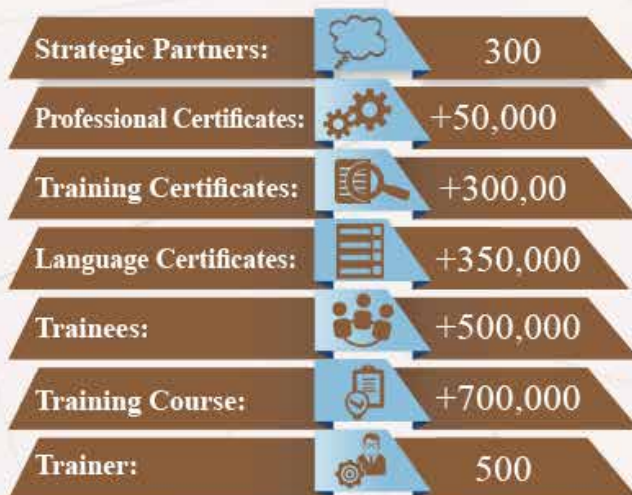 Strategic Partners: 300
Professional Certificates: +50,000
Training Certificates: +300,00
Language Certificates: +350,000
Trainees: +500,000
Training Course: +700,000
Trainer: 500